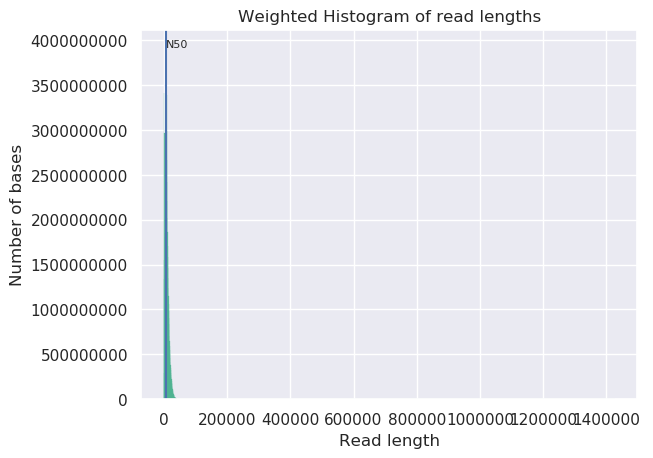 Weighted Histogram of read lengths
4000000000
N50
3500000000
3000000000
2500000000
2000000000
1500000000
1000000000
500000000
0
Number of bases
0 200000 400000 600000 800000 1000000 1200000 1400000
Read length